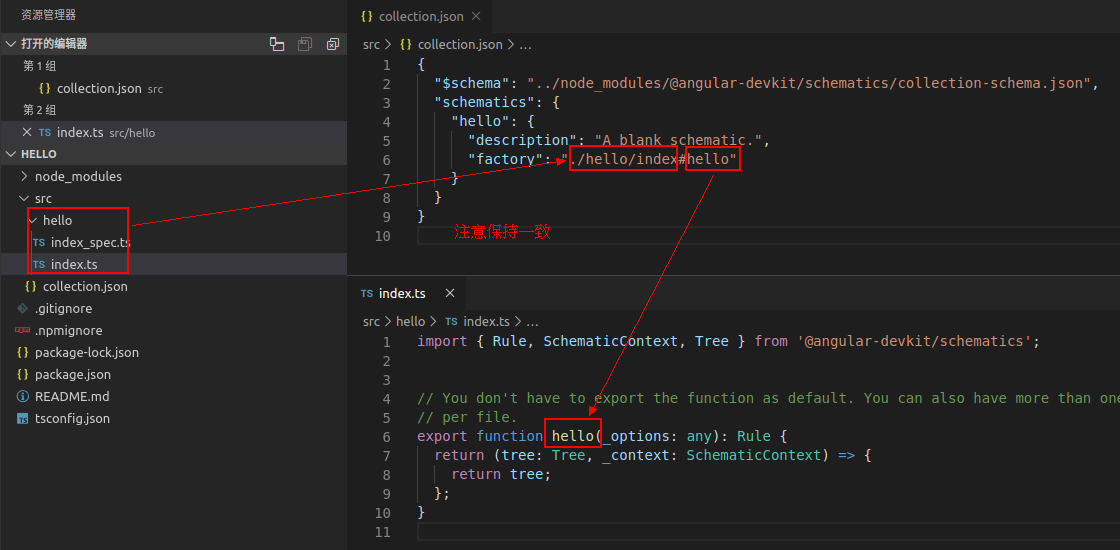 资源管理器
打开的编辑器
第 1 组
{} collection.json src
第 2 组
TS index.ts src/hello
HELLO
node_modules
src
hello
TS index_spec.ts
TS index.ts
{} collection.json
.gitignore
.npmignore
{} package-lock.json
{} package.json
README.md
tsconfig.json
{} collection.json
src > {} collection.json > ...
1 {
2 "$schema": "../node_modules/@angular-devkit/schematics/collection-schema.json",
3 "schematics": {
4 "hello": {
5 "description": "A blank schematic.",
6 "factory": "./hello/index#hello"
7 }
8 }
9 }
10
注意保持一致
TS index.ts
src > hello > TS index.ts > ...
1 import { Rule, SchematicContext, Tree } from '@angular-devkit/schematics';
2
3
4 // You don't have to export the function as default. You can also have more than one
5 // per file.
6 export function hello(_options: any): Rule {
7 return (tree: Tree, _context: SchematicContext) => {
8 return tree;
9 };
10 }
11